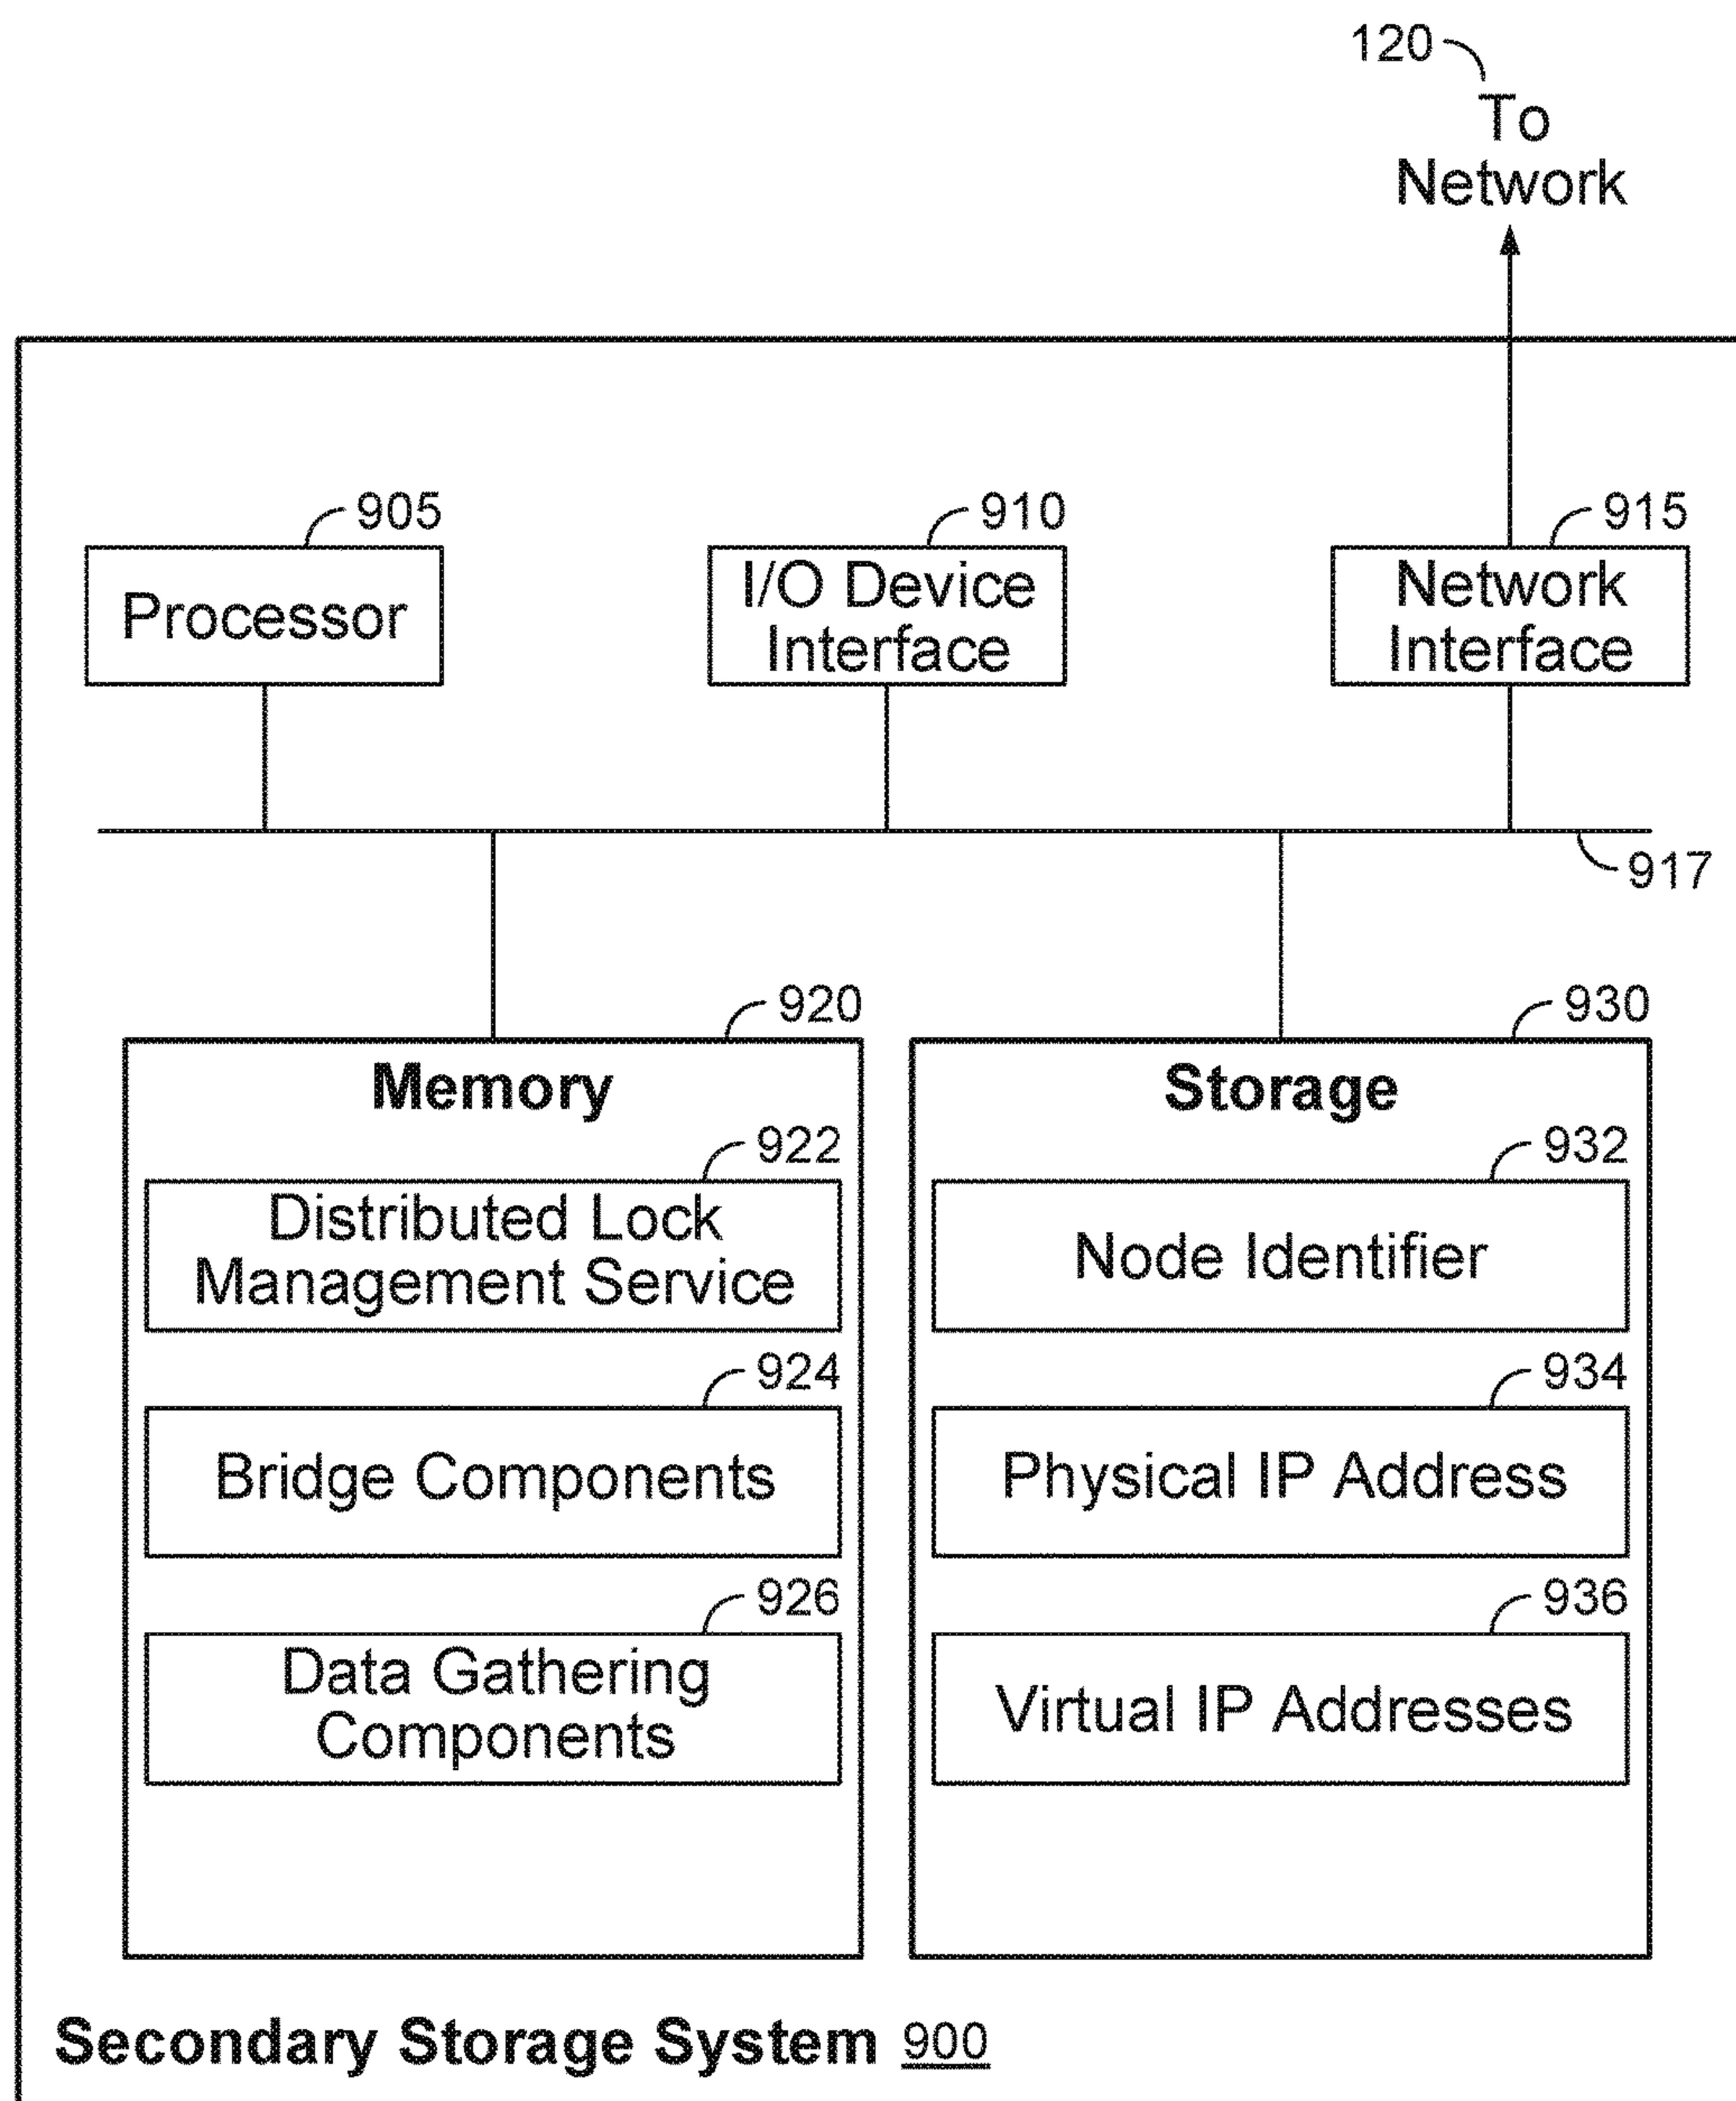 120
To
Network
905
910
915
Processor
I/O Device
Interface
Network
Interface
917
920
930
Memory
Storage
922
932
Distributed Lock
Management Service
Node Identifier
924
934
Bridge Components
Physical IP Address
926
936
Data Gathering
Components
Virtual IP Addresses
Secondary Storage System 900